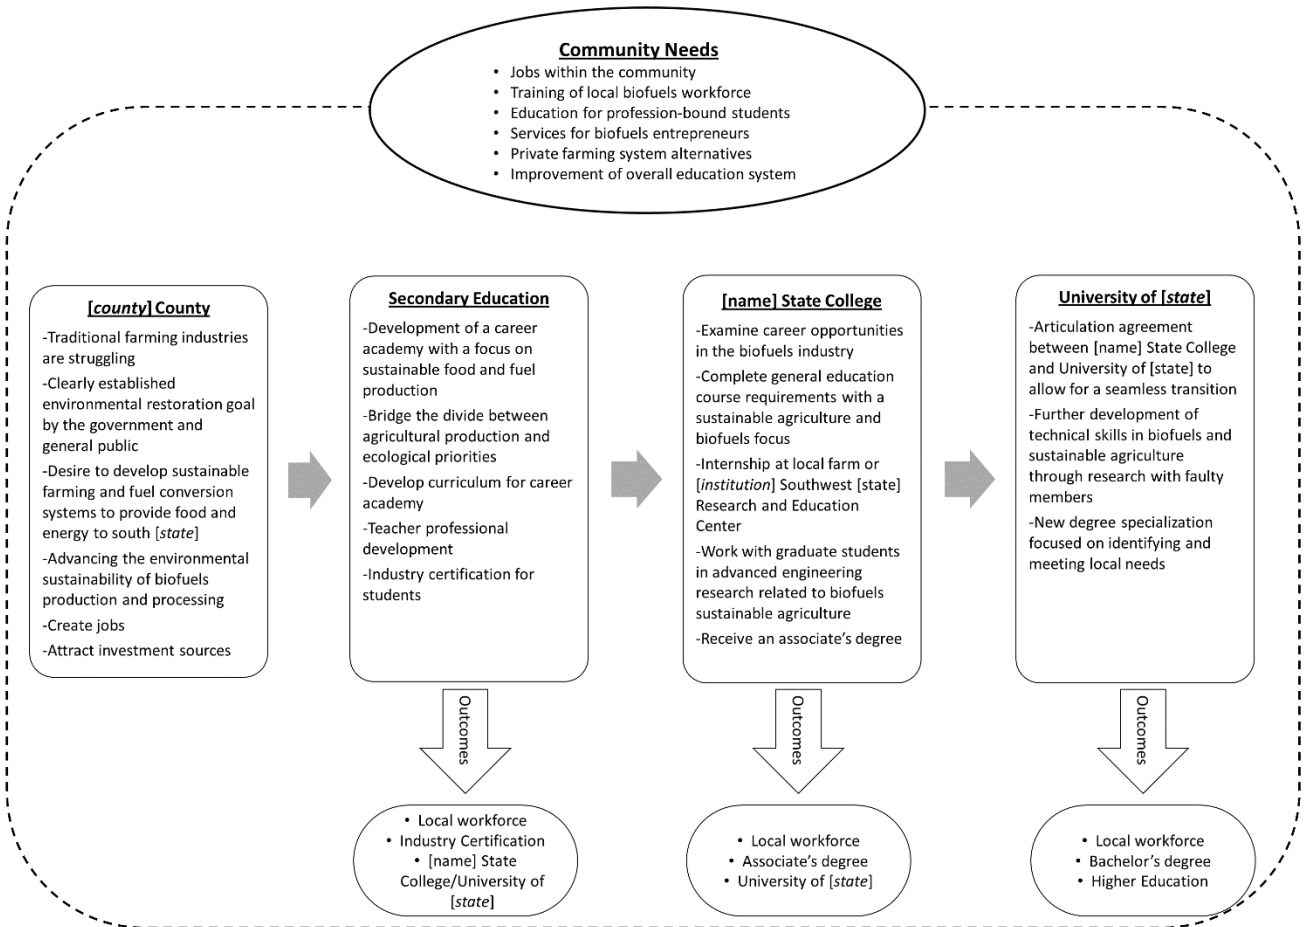 Community Needs
• Jobs within the community
• Training of local biofuels workforce
• Education for profession-bound students
• Services for biofuels entrepreneurs
• Private farming system alternatives
• Improvement of overall education system
[county] County
-Traditional farming industries
are struggling
-Clearly established
environmental restoration goal
by the government and
general public
-Desire to develop sustainable
farming and fuel conversion
systems to provide food and
energy to south [state]
-Advancing the environmental
sustainability of biofuels
production and processing
-Create jobs
-Attract investment sources
Secondary Education
-Development of a career
academy with a focus on
sustainable food and fuel
production
-Bridge the divide between
agricultural production and
ecological priorities
-Develop curriculum for career
academy
-Teacher professional
development
-Industry certification for
students
[name] State College
-Examine career opportunities
in the biofuels industry
-Complete general education
course requirements with a
sustainable agriculture and
biofuels focus
-Internship at local farm or
[institution] Southwest [state]
Research and Education
Center
-Work with graduate students
in advanced engineering
research related to biofuels
sustainable agriculture
-Receive an associate's degree
University of [state]
-Articulation agreement
between [name] State College
and University of [state] to
allow for a seamless transition
-Further development of
technical skills in biofuels and
sustainable agriculture
through research with faulty
members
-New degree specialization
focused on identifying and
meeting local needs
Outcomes
Outcomes
Outcomes
• Local workforce
• Industry Certification
• [name] State
College/University of
[state]
• Local workforce
• Associate's degree
• University of [state]
• Local workforce
• Bachelor's degree
• Higher Education